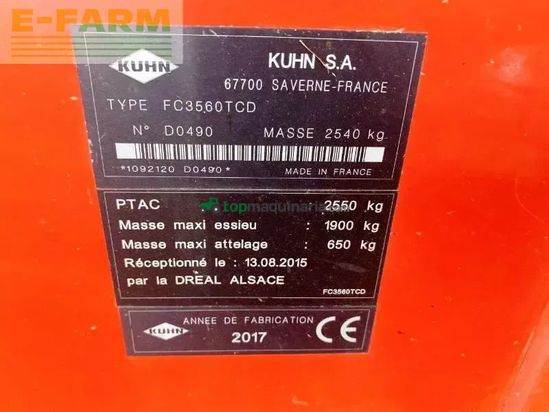 E-FARM
KUHN
KUHN S.A.
67700 SAVERNE-FRANCE
TYPE FC3560TCD
N° D0490 MASSE 2540 kg
*1092120 D0490*
MADE IN FRANCE
PTAC : 2550 kg
topmaquinaria.com
Masse maxi essieu : 1900 kg
Masse maxi attelage : 650 kg
Réceptionné le : 13.08.2015
par la DREAL ALSACE
FC3560TCD
KUHN
ANNEE DE FABRICATION
2017
CE